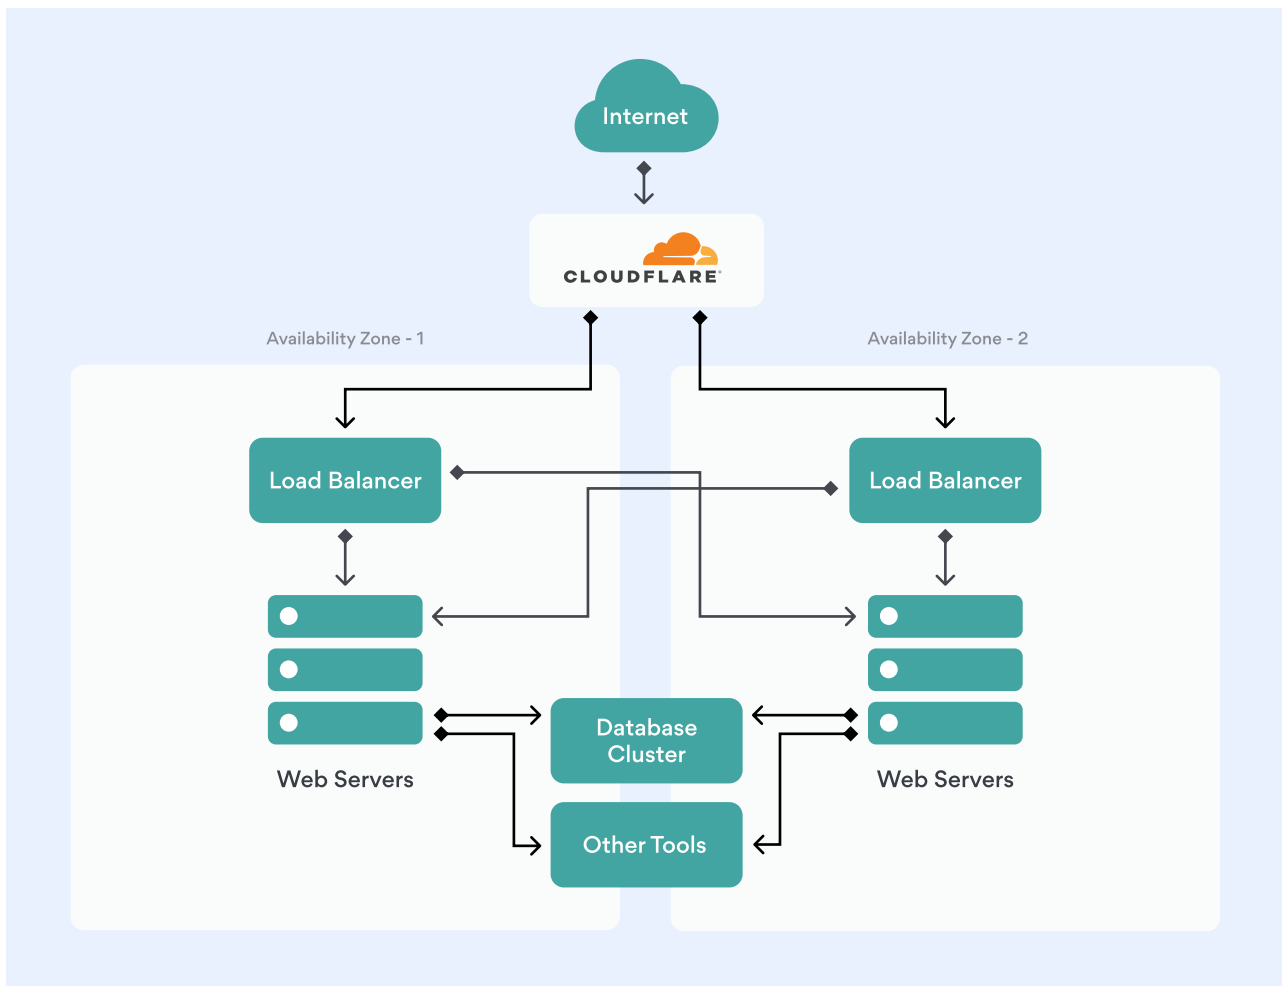 Internet
CLOUDFLARE
Availability Zone - 1
Availability Zone - 2
Load Balancer
Load Balancer
Database
Cluster
Web Servers
Web Servers
Other Tools